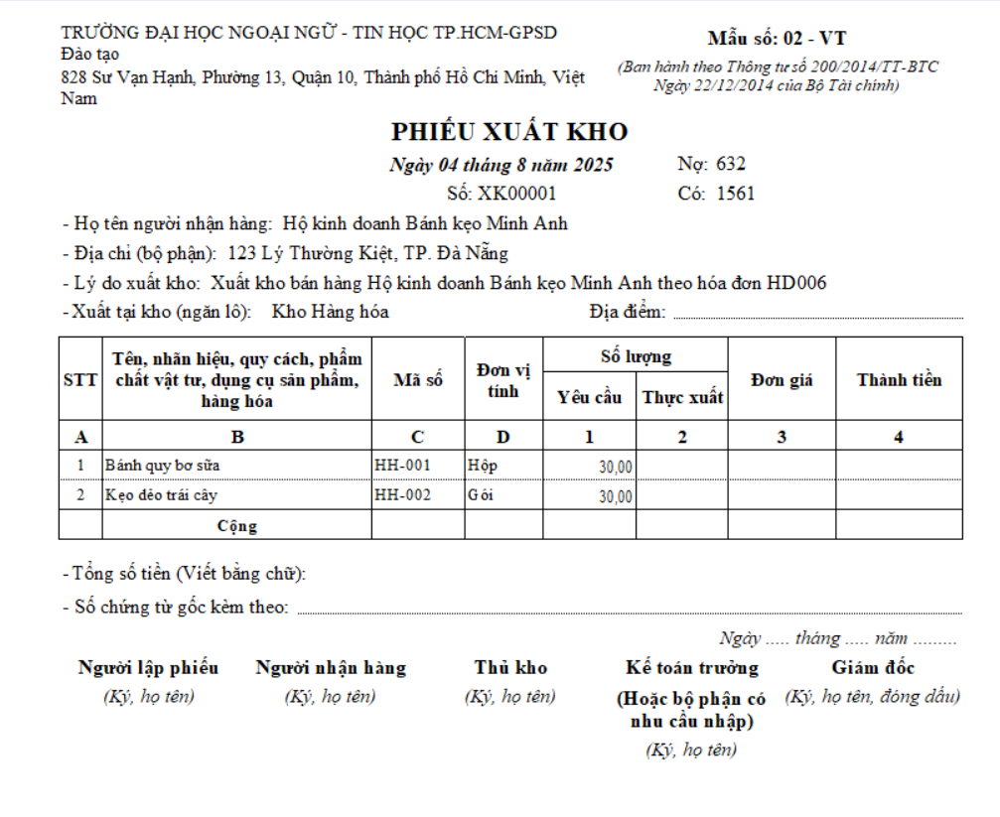 TRƯỜNG ĐẠI HỌC NGOẠI NGỮ - TIN HỌC TP.HCM-GPSD
Đào tạo
828 Sư Vạn Hạnh, Phường 13, Quận 10, Thành phố Hồ Chí Minh, Việt
Nam
Mẫu số: 02 - VT
(Ban hành theo Thông tư số 200/2014/TT-BTC
Ngày 22/12/2014 của Bộ Tài chính)
PHIẾU XUẤT KHO
Ngày 04 tháng 8 năm 2025
Nợ: 632
Số: XK00001
Có: 1561
- Họ tên người nhận hàng: Hộ kinh doanh Bánh kẹo Minh Anh
- Địa chỉ (bộ phận): 123 Lý Thường Kiệt, TP. Đà Nẵng
- Lý do xuất kho: Xuất kho bán hàng Hộ kinh doanh Bánh kẹo Minh Anh theo hóa đơn HD006
- Xuất tại kho (ngăn lô): Kho Hàng hóa Địa điểm:
STT Tên, nhãn hiệu, quy cách, phẩm chất vật tư, dụng cụ sản phẩm, hàng hóa Mã số Đơn vị tính Số lượng Đơn giá Thành tiền
Yêu cầu Thực xuất
A B C D 1 2 3 4
1 Bánh quy bơ sữa HH-001 Hộp 30,00
2 Kẹo dẻo trái cây HH-002 Gói 30,00
Cộng
- Tổng số tiền (Viết bằng chữ):
- Số chứng từ gốc kèm theo:
Ngày ..... tháng ..... năm .........
Người lập phiếu Người nhận hàng Thủ kho Kế toán trưởng Giám đốc
(Ký, họ tên) (Ký, họ tên) (Ký, họ tên) (Hoặc bộ phận có (Ký, họ tên, đóng dấu)
nhu cầu nhập)
(Ký, họ tên)